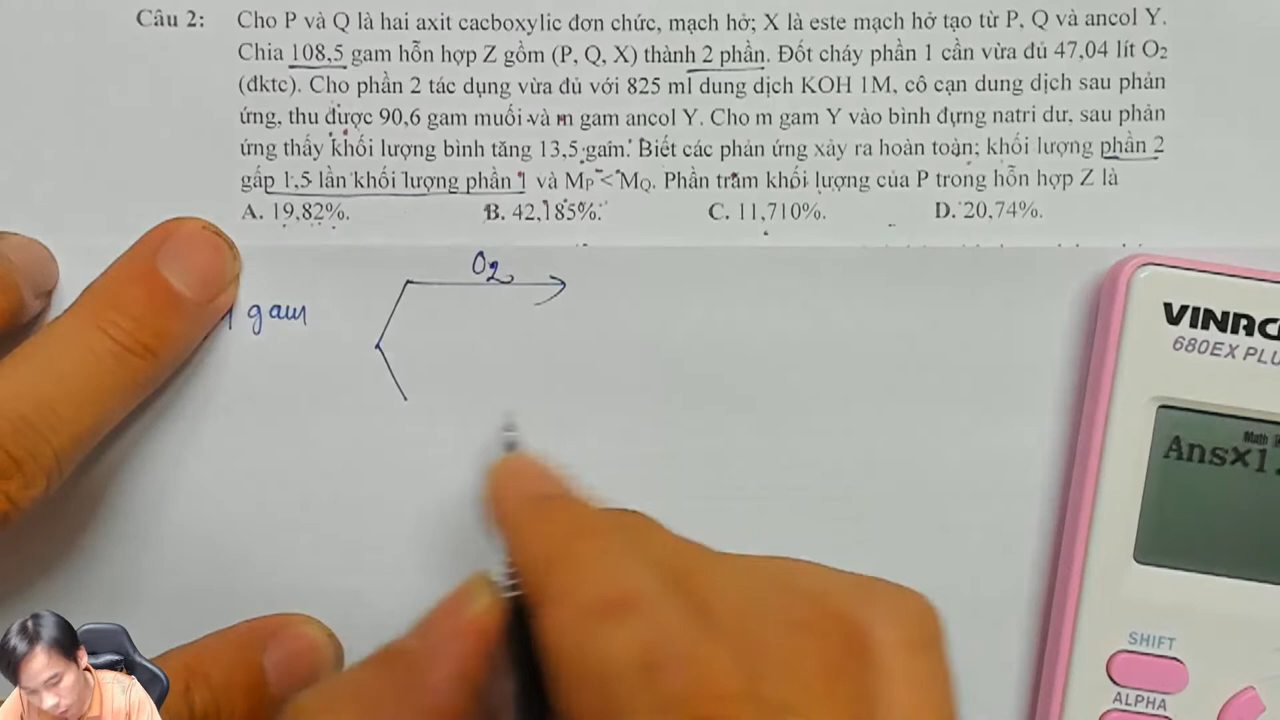 Câu 2: Cho P và Q là hai axit cacboxylic đơn chức, mạch hở; X là este mạch hở tạo từ P, Q và ancol Y.
Chia 108,5 gam hỗn hợp Z gồm (P, Q, X) thành 2 phần. Đốt cháy phần 1 cần vừa đủ 47,04 lít O₂
(đktc). Cho phần 2 tác dụng vừa đủ với 825 ml dung dịch KOH 1M, cô cạn dung dịch sau phản
ứng, thu được 90,6 gam muối và m gam ancol Y. Cho m gam Y vào bình đựng natri dư, sau phản
ứng thấy khối lượng bình tăng 13,5 gam. Biết các phản ứng xảy ra hoàn toàn; khối lượng phần 2
gấp 1,5 lần khối lượng phần 1 và Mₚ < M_Q. Phần trăm khối lượng của P trong hỗn hợp Z là
A. 19,82%. B. 42,185%. C. 11,710%. D. 20,74%.
O₂
gam
VINAC
680EX PLU
Math
Ans×1
SHIFT
ALPHA